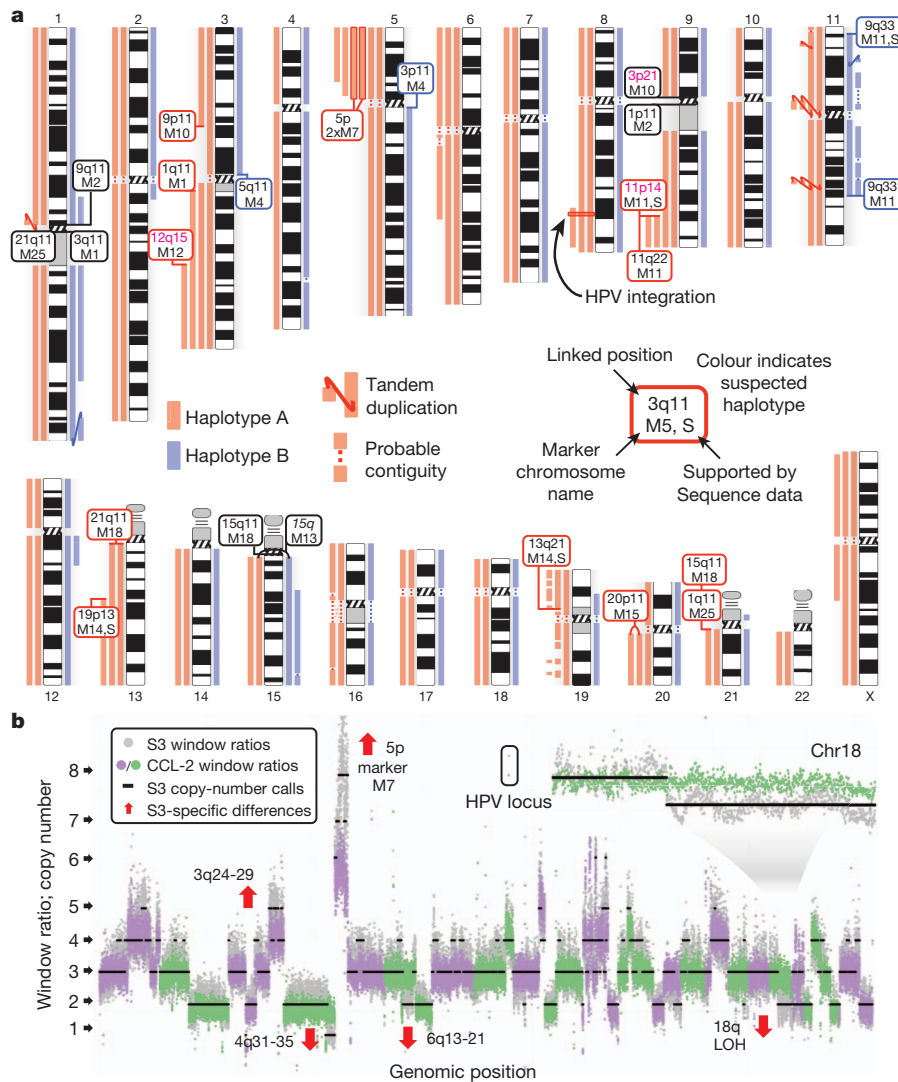 a
1
2
3
4
5
6
7
8
9
10
11
9q33
M11,S
3p11
M4
3p21
M10
9p11
M10
5p
2xM7
1p11
M2
9q11
M2
1q11
M1
5q11
M4
11p14
M11,S
9q33
M11
21q11
M25
3q11
M1
12q15
M12
11q22
M11
HPV integration
Linked position
Colour indicates
suspected
haplotype
Tandem
duplication
3q11
M5, S
Haplotype A
Haplotype B
Probable
contiguity
Marker
chromosome
name
Supported by
Sequence data
21q11
M18
15q11
M18
15q
M13
13q21
M14,S
15q11
M18
19p13
M14,S
20p11
M15
1q11
M25
12
13
14
15
16
17
18
19
20
21
22
X
b
S3 window ratios
CCL-2 window ratios
S3 copy-number calls
S3-specific differences
5p
marker
M7
HPV locus
Chr18
Window ratio; copy number
8
7
6
5
4
3
2
1
3q24–29
4q31–35
6q13–21
18q
LOH
Genomic position